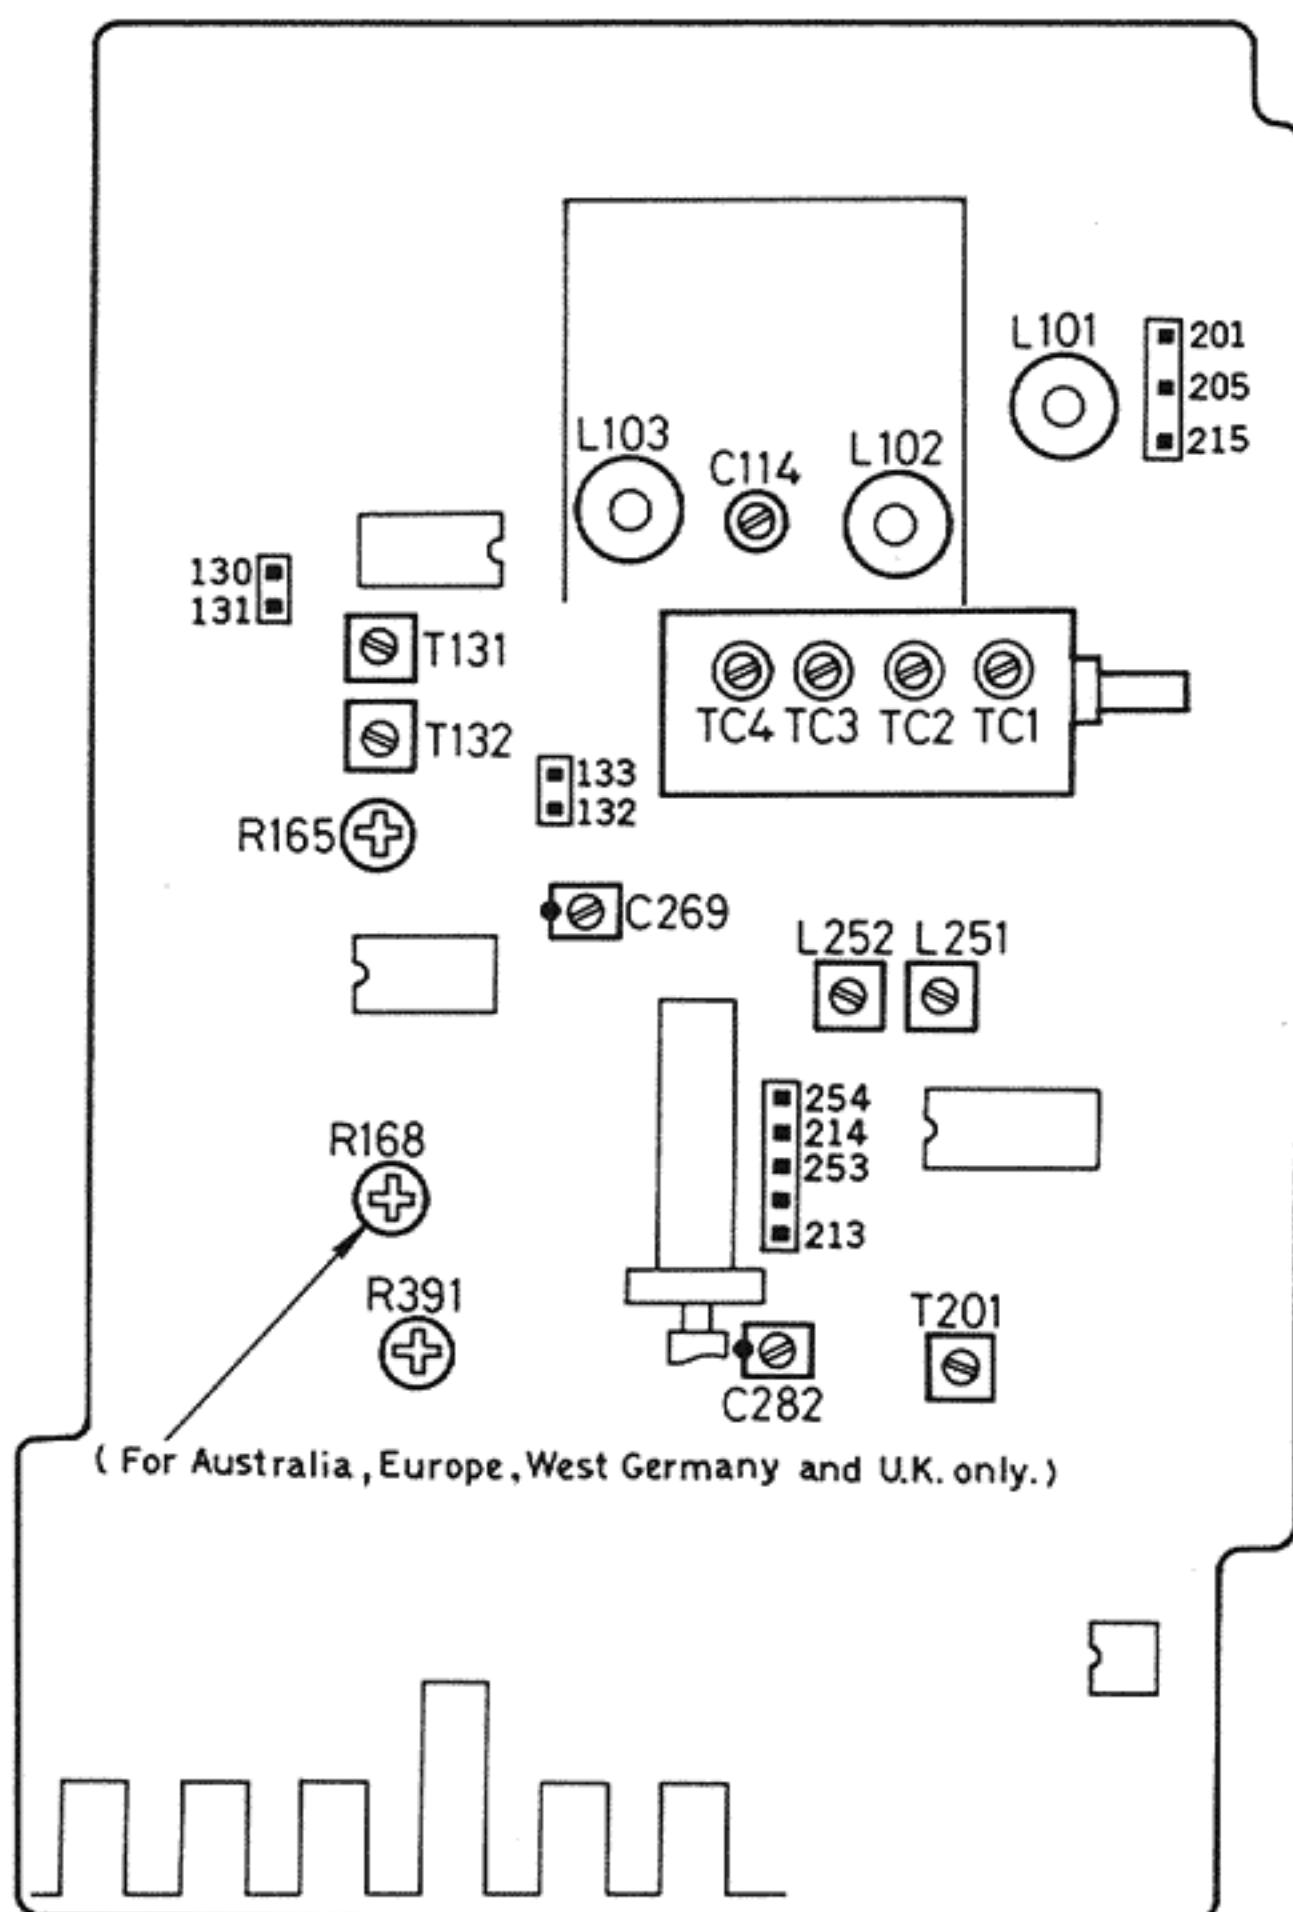 L101
201
205
215
L103
C114
L102
130
131
T131
T132
TC4 TC3 TC2 TC1
133
132
R165
C269
L252 L251
254
214
253
213
R168
R391
T201
C282
( For Australia, Europe, West Germany and U.K. only.)